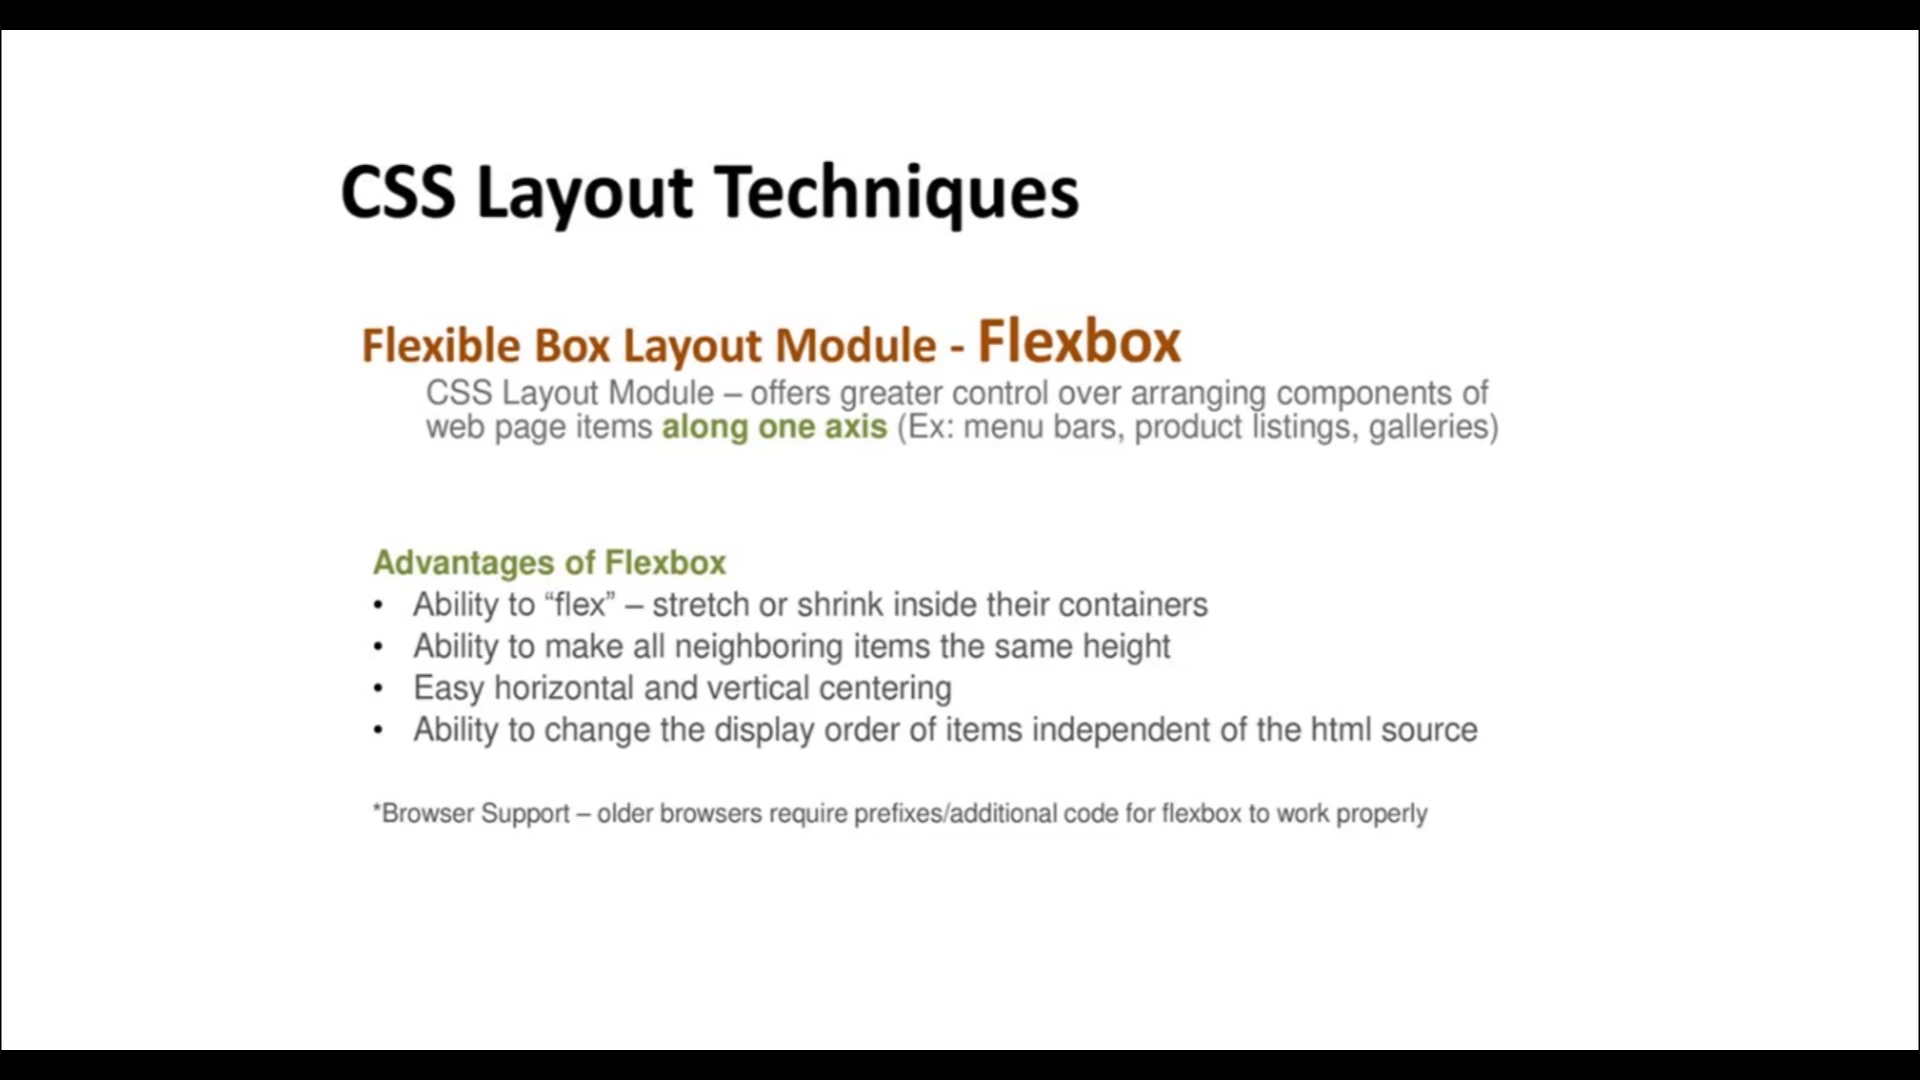 CSS Layout Techniques
Flexible Box Layout Module - Flexbox
CSS Layout Module – offers greater control over arranging components of
web page items along one axis (Ex: menu bars, product listings, galleries)
Advantages of Flexbox
• Ability to “flex” – stretch or shrink inside their containers
• Ability to make all neighboring items the same height
• Easy horizontal and vertical centering
• Ability to change the display order of items independent of the html source
*Browser Support – older browsers require prefixes/additional code for flexbox to work properly